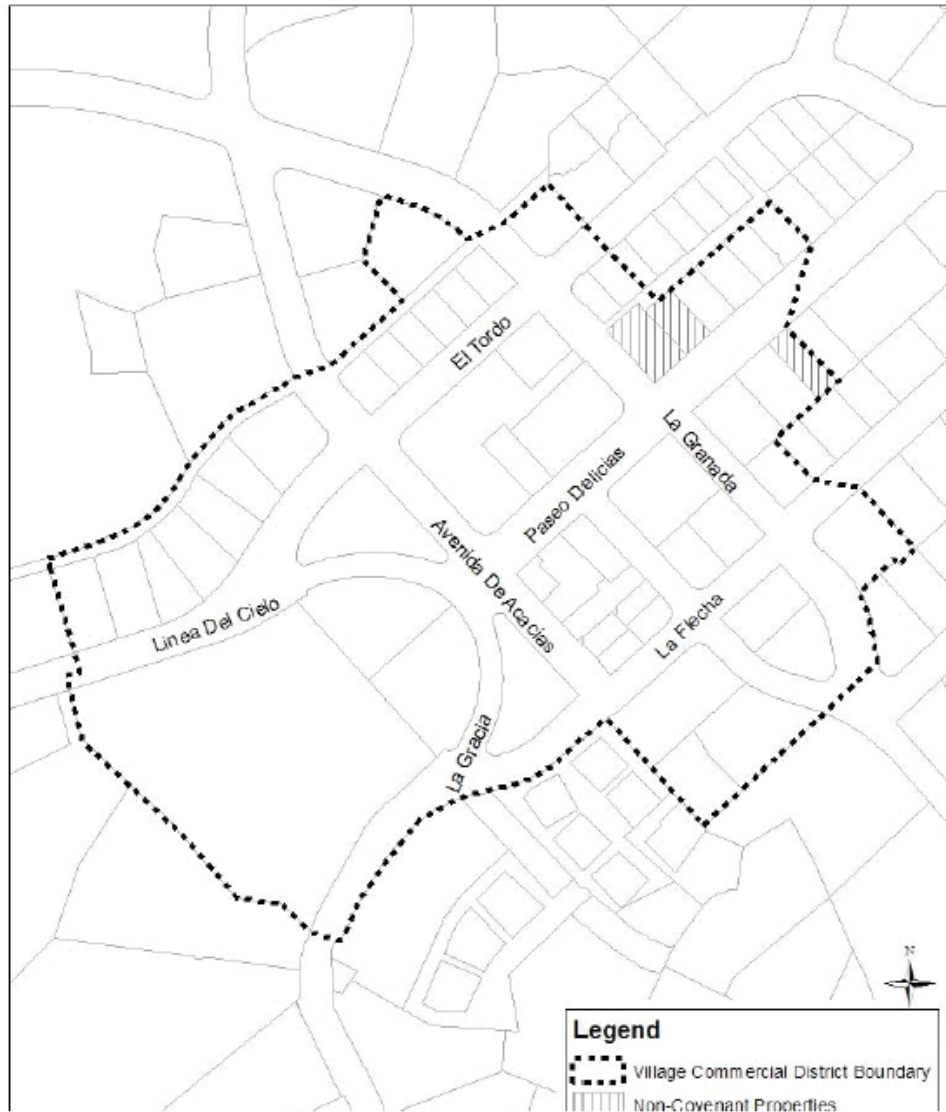 El Tordo
La Granada
Paseo Delicias
Avenida De Acacias
La Flecha
Linea Del Cielo
La Gracia
N
Legend
Village Commercial District Boundary
Non-Covenant Properties